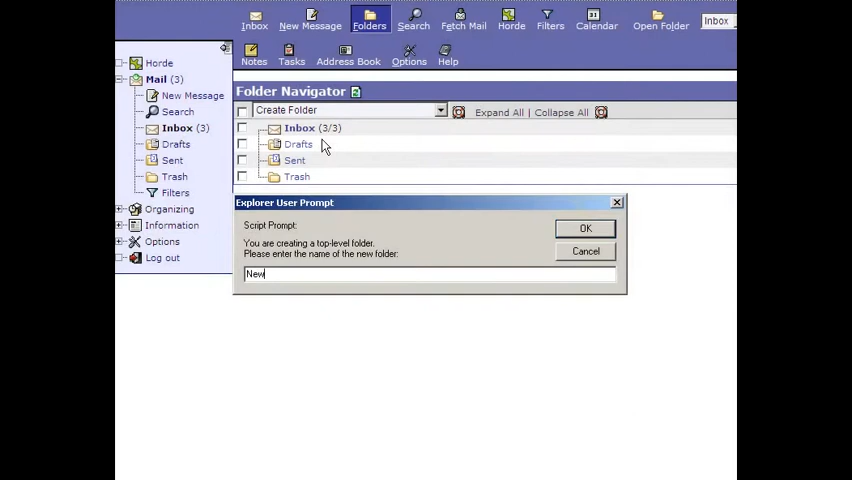 Inbox New Message Folders Search Fetch Mail Horde Filters Calendar Open Folder Inbox
Notes Tasks Address Book Options Help
Horde
Mail (3)
New Message
Search
Inbox (3)
Drafts
Sent
Trash
Filters
Organizing
Information
Options
Log out
Folder Navigator
Create Folder Expand All | Collapse All
Inbox (3/3)
Drafts
Sent
Trash
Explorer User Prompt
Script Prompt:
OK
You are creating a top-level folder.
Please enter the name of the new folder:
Cancel
New